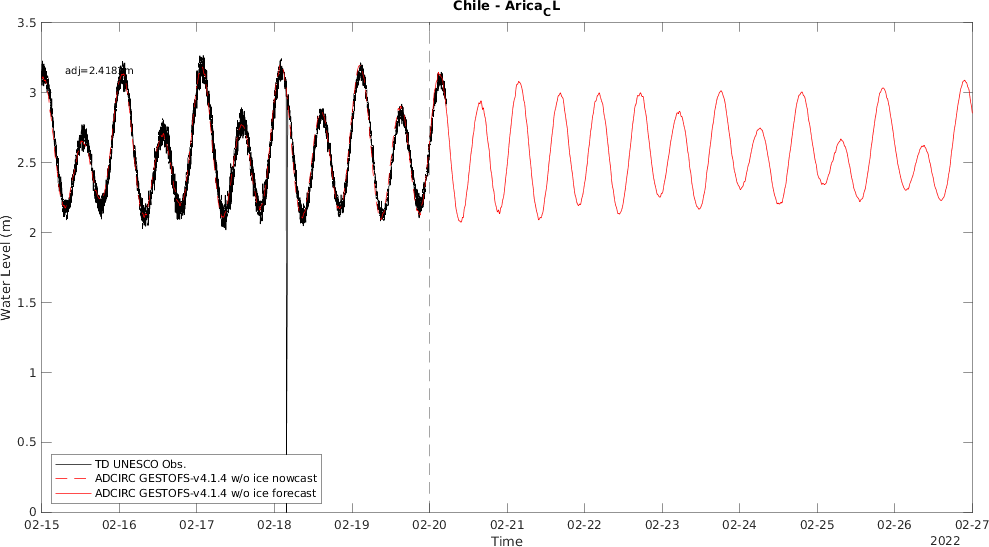 Chile - Arica_CL
3.5
adj=2.4181m
3
2.5
2
1.5
1
0.5
0
Water Level (m)
TD UNESCO Obs.
ADCIRC GESTOFS-v4.1.4 w/o ice nowcast
ADCIRC GESTOFS-v4.1.4 w/o ice forecast
02-15 02-16 02-17 02-18 02-19 02-20 02-21 02-22 02-23 02-24 02-25 02-26 02-27
Time
2022